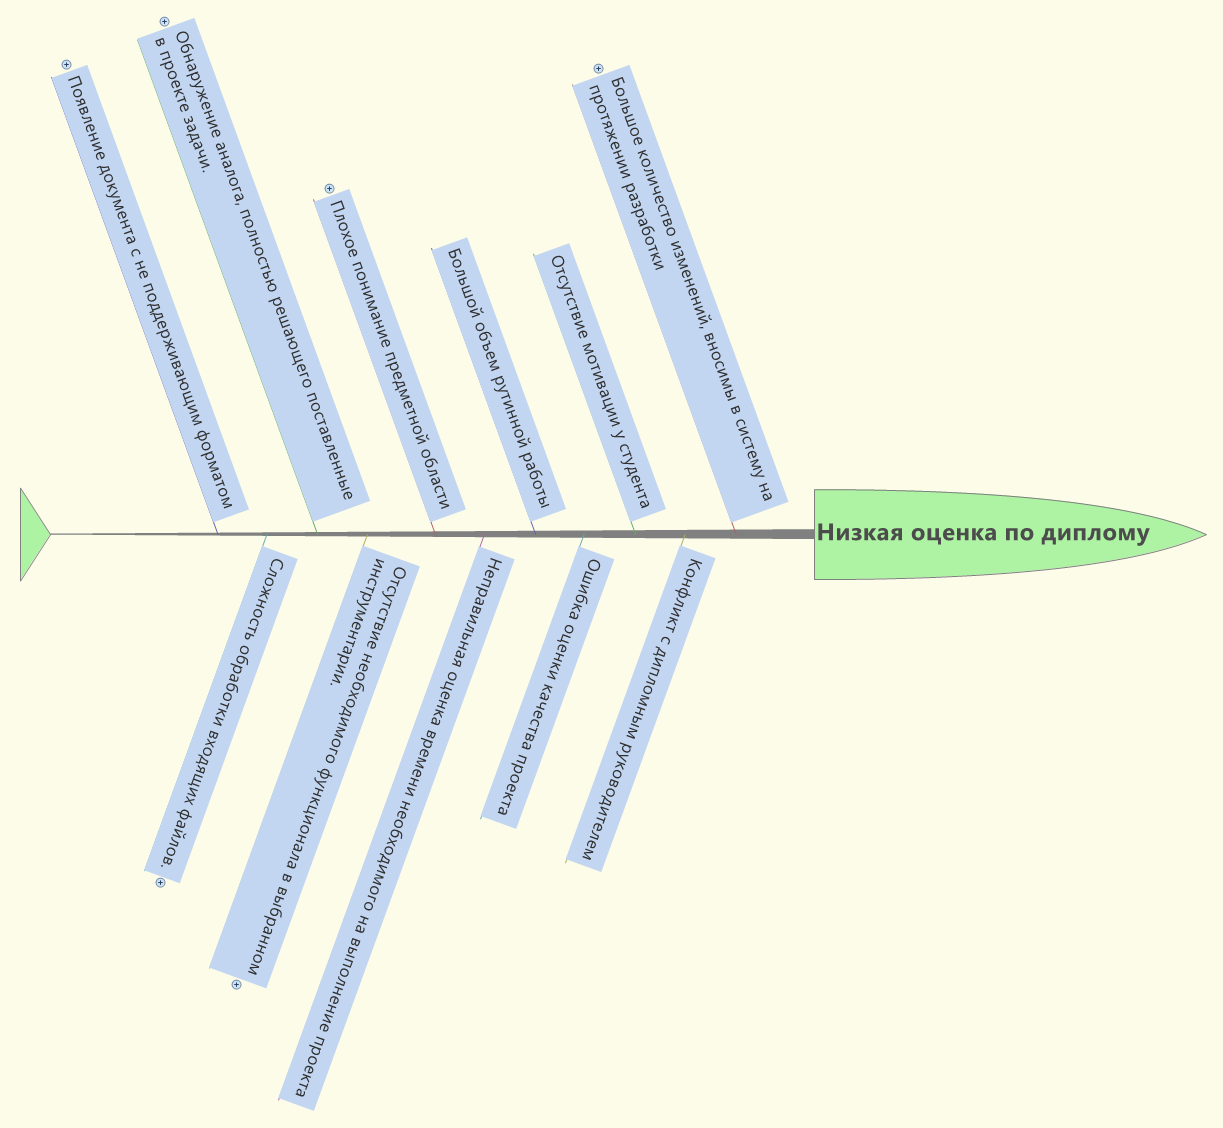 Появление документа с не поддерживающим форматом
Обнаружение аналога, полностью решающего поставленные
в проекте задачи.
Плохое понимание предметной области
Большой объем рутинной работы
Отсутствие мотивации у студента
Большое количество изменений, вносимы в систему на
протяжении разработки
Низкая оценка по диплому
Сложность обработки входящих файлов.
Отсутствие необходимого функционала в выбранном
инструментарии.
Неправильная оценка времени необходимого на выполнение проекта
Ошибка оценки качества проекта
Конфликт с дипломным руководителем